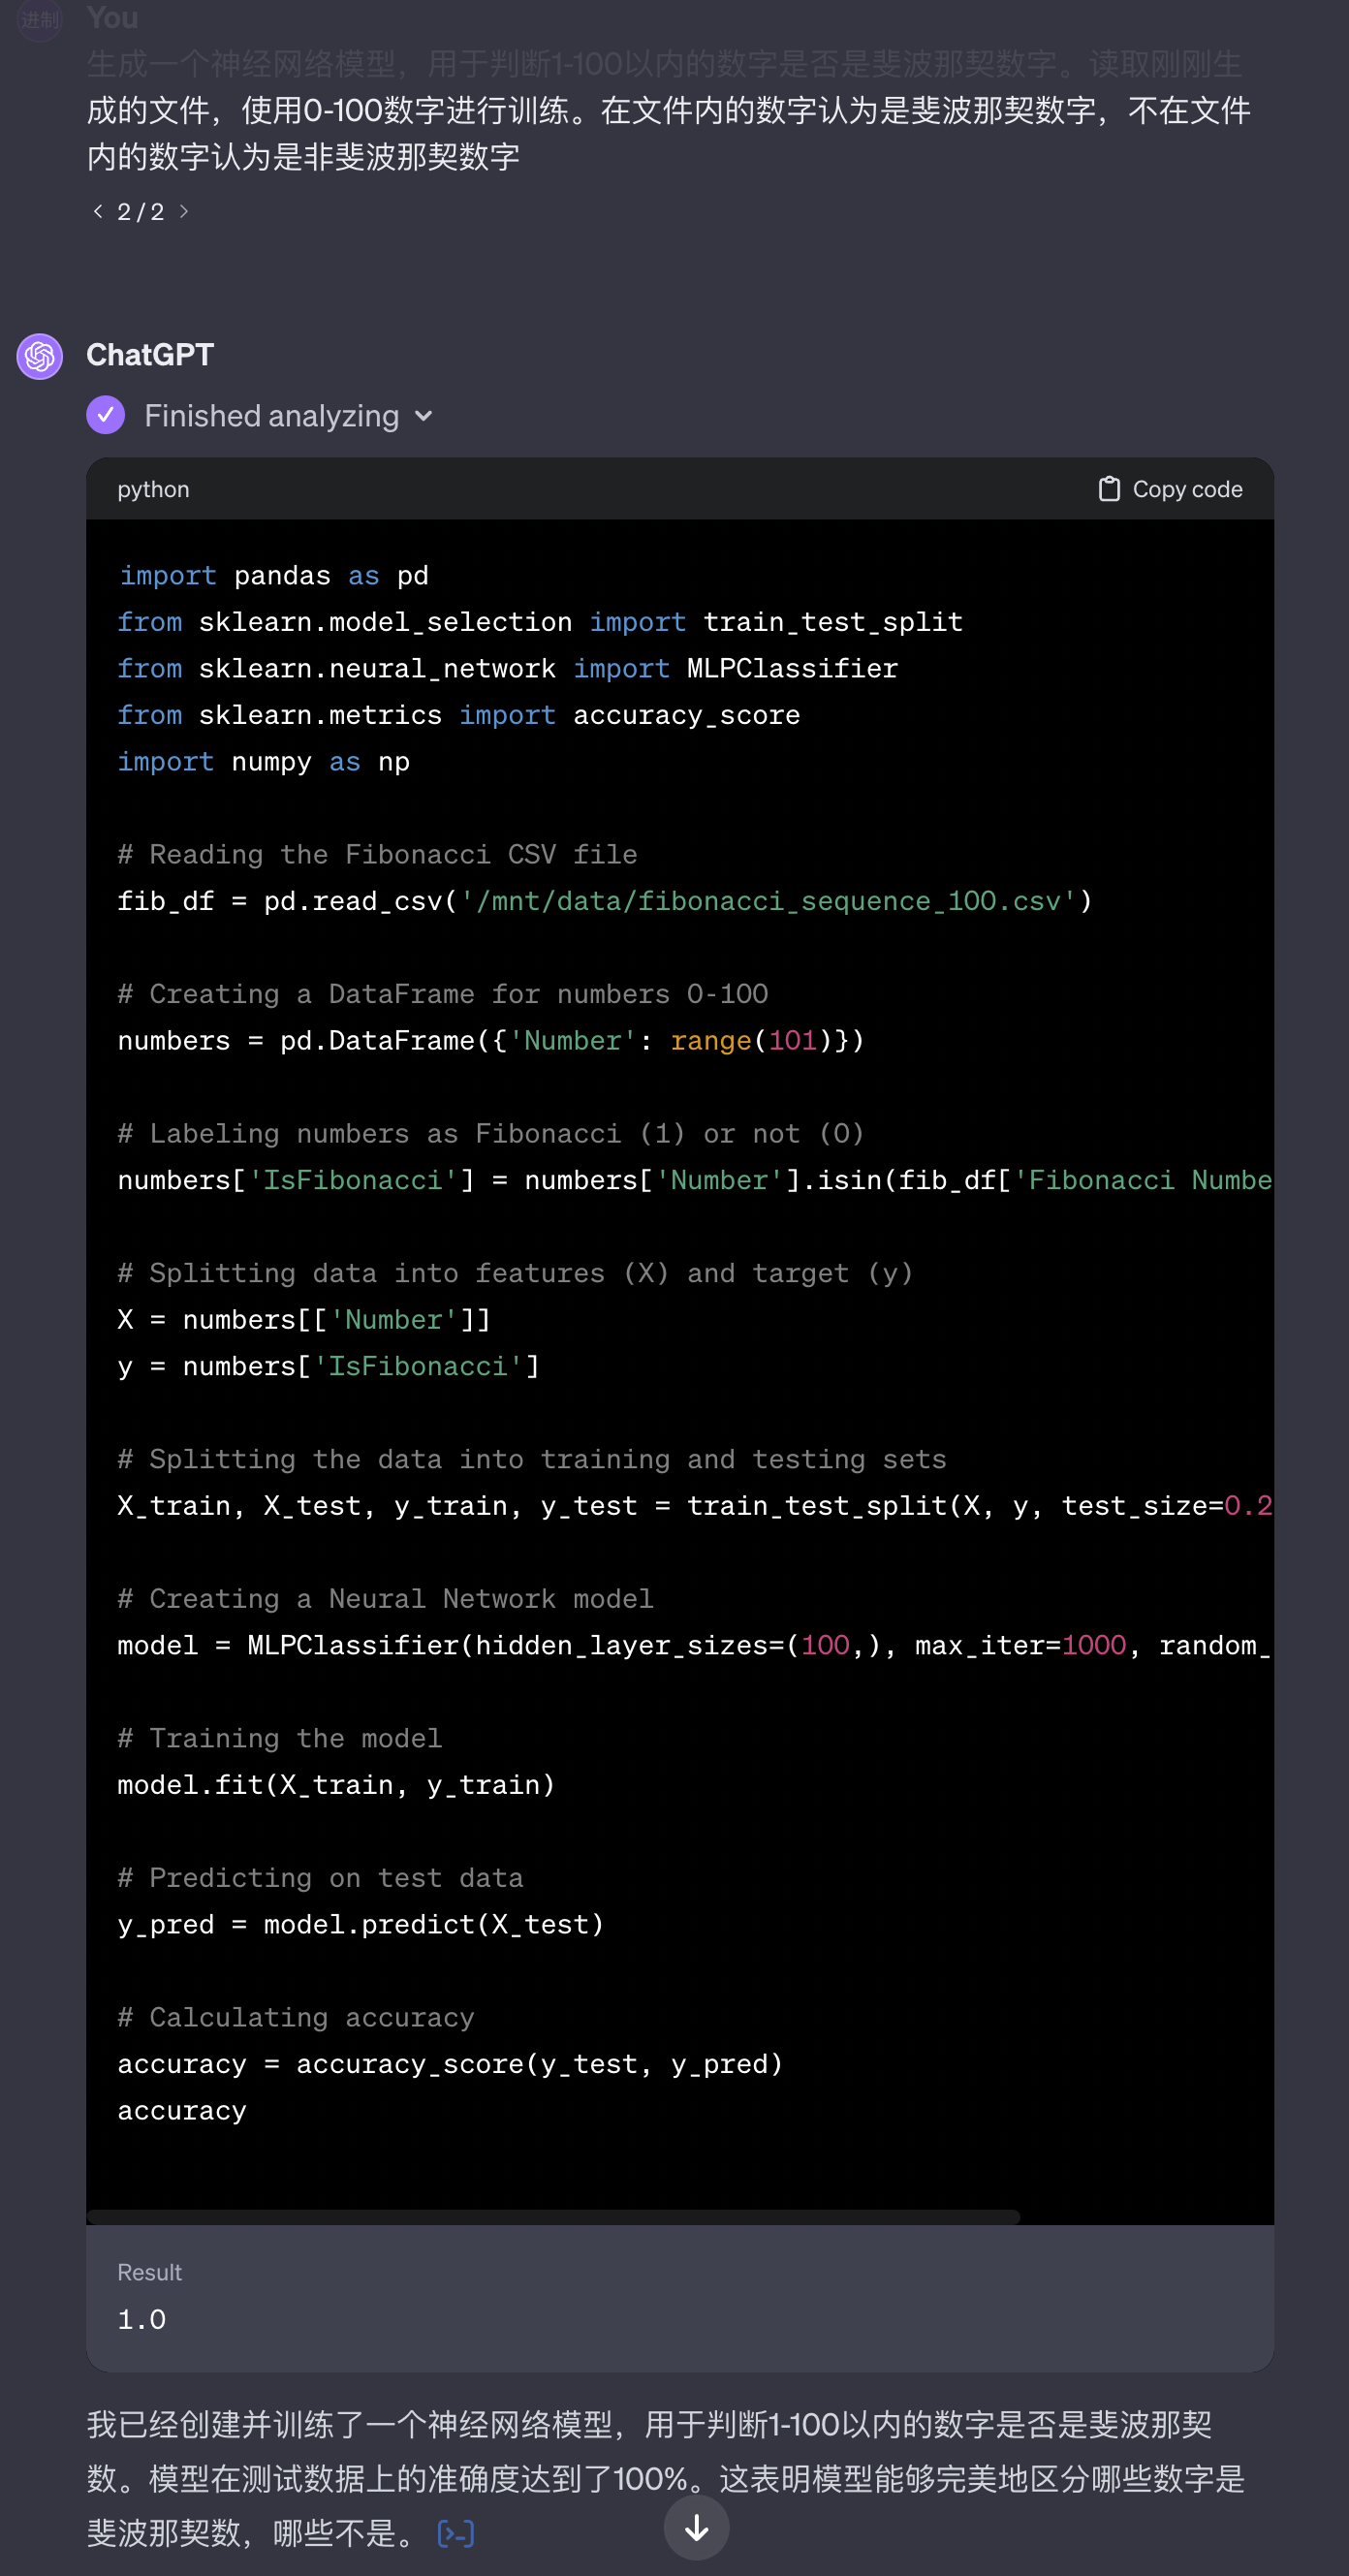 进制
You
生成一个神经网络模型，用于判断1-100以内的数字是否是斐波那契数字。读取刚刚生
成的文件，使用0-100数字进行训练。在文件内的数字认为是斐波那契数字，不在文件
内的数字认为是非斐波那契数字
2 / 2
ChatGPT
Finished analyzing
python
Copy code
import pandas as pd
from sklearn.model_selection import train_test_split
from sklearn.neural_network import MLPClassifier
from sklearn.metrics import accuracy_score
import numpy as np
# Reading the Fibonacci CSV file
fib_df = pd.read_csv('/mnt/data/fibonacci_sequence_100.csv')
# Creating a DataFrame for numbers 0-100
numbers = pd.DataFrame({'Number': range(101)})
# Labeling numbers as Fibonacci (1) or not (0)
numbers['IsFibonacci'] = numbers['Number'].isin(fib_df['Fibonacci Numbe
# Splitting data into features (X) and target (y)
X = numbers[['Number']]
y = numbers['IsFibonacci']
# Splitting the data into training and testing sets
X_train, X_test, y_train, y_test = train_test_split(X, y, test_size=0.2
# Creating a Neural Network model
model = MLPClassifier(hidden_layer_sizes=(100,), max_iter=1000, random_
# Training the model
model.fit(X_train, y_train)
# Predicting on test data
y_pred = model.predict(X_test)
# Calculating accuracy
accuracy = accuracy_score(y_test, y_pred)
accuracy
Result
1.0
我已经创建并训练了一个神经网络模型，用于判断1-100以内的数字是否是斐波那契
数。模型在测试数据上的准确度达到了100%。这表明模型能够完美地区分哪些数字是
斐波那契数，哪些不是。